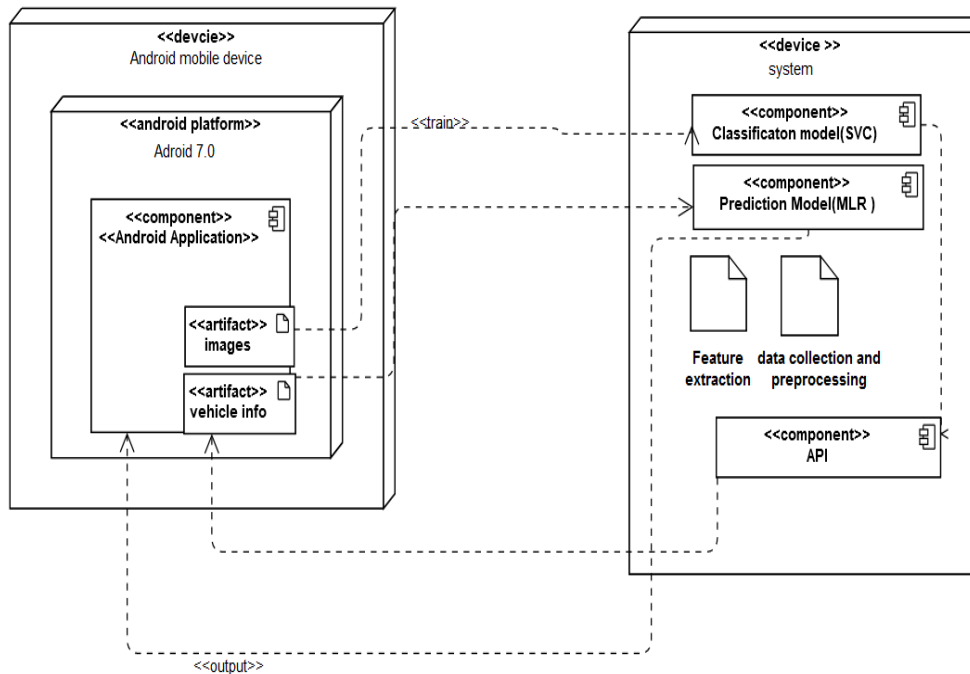 <<devcie>>
Android mobile device
<<android platform>>
Adroid 7.0
<<component>>
<<Android Application>>
<<artifact>>
images
<<artifact>>
vehicle info
<<train>>
<<output>>
<<device >>
system
<<component>>
Classificaton model(SVC)
<<component>>
Prediction Model(MLR )
Feature
extraction
data collection and
preprocessing
<<component>>
API